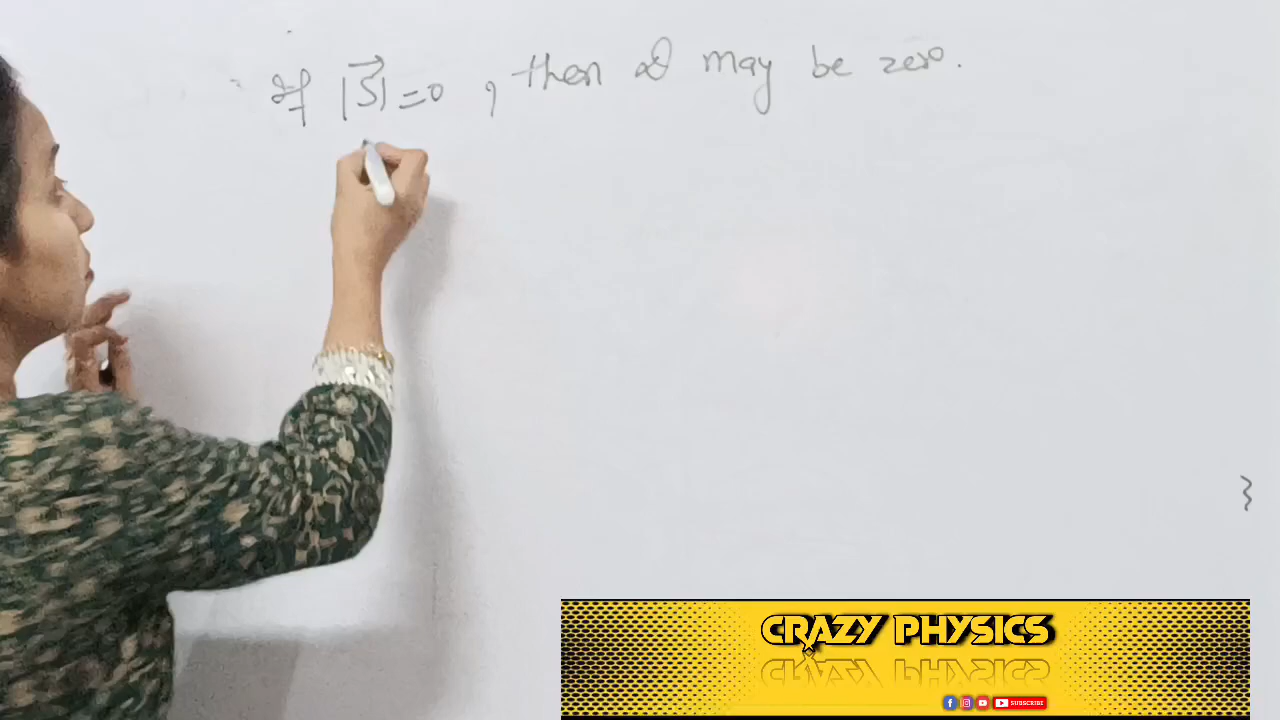 If |S⃗| = 0 , then d may be zero.
}
CRAZY PHYSICS
SUBSCRIBE